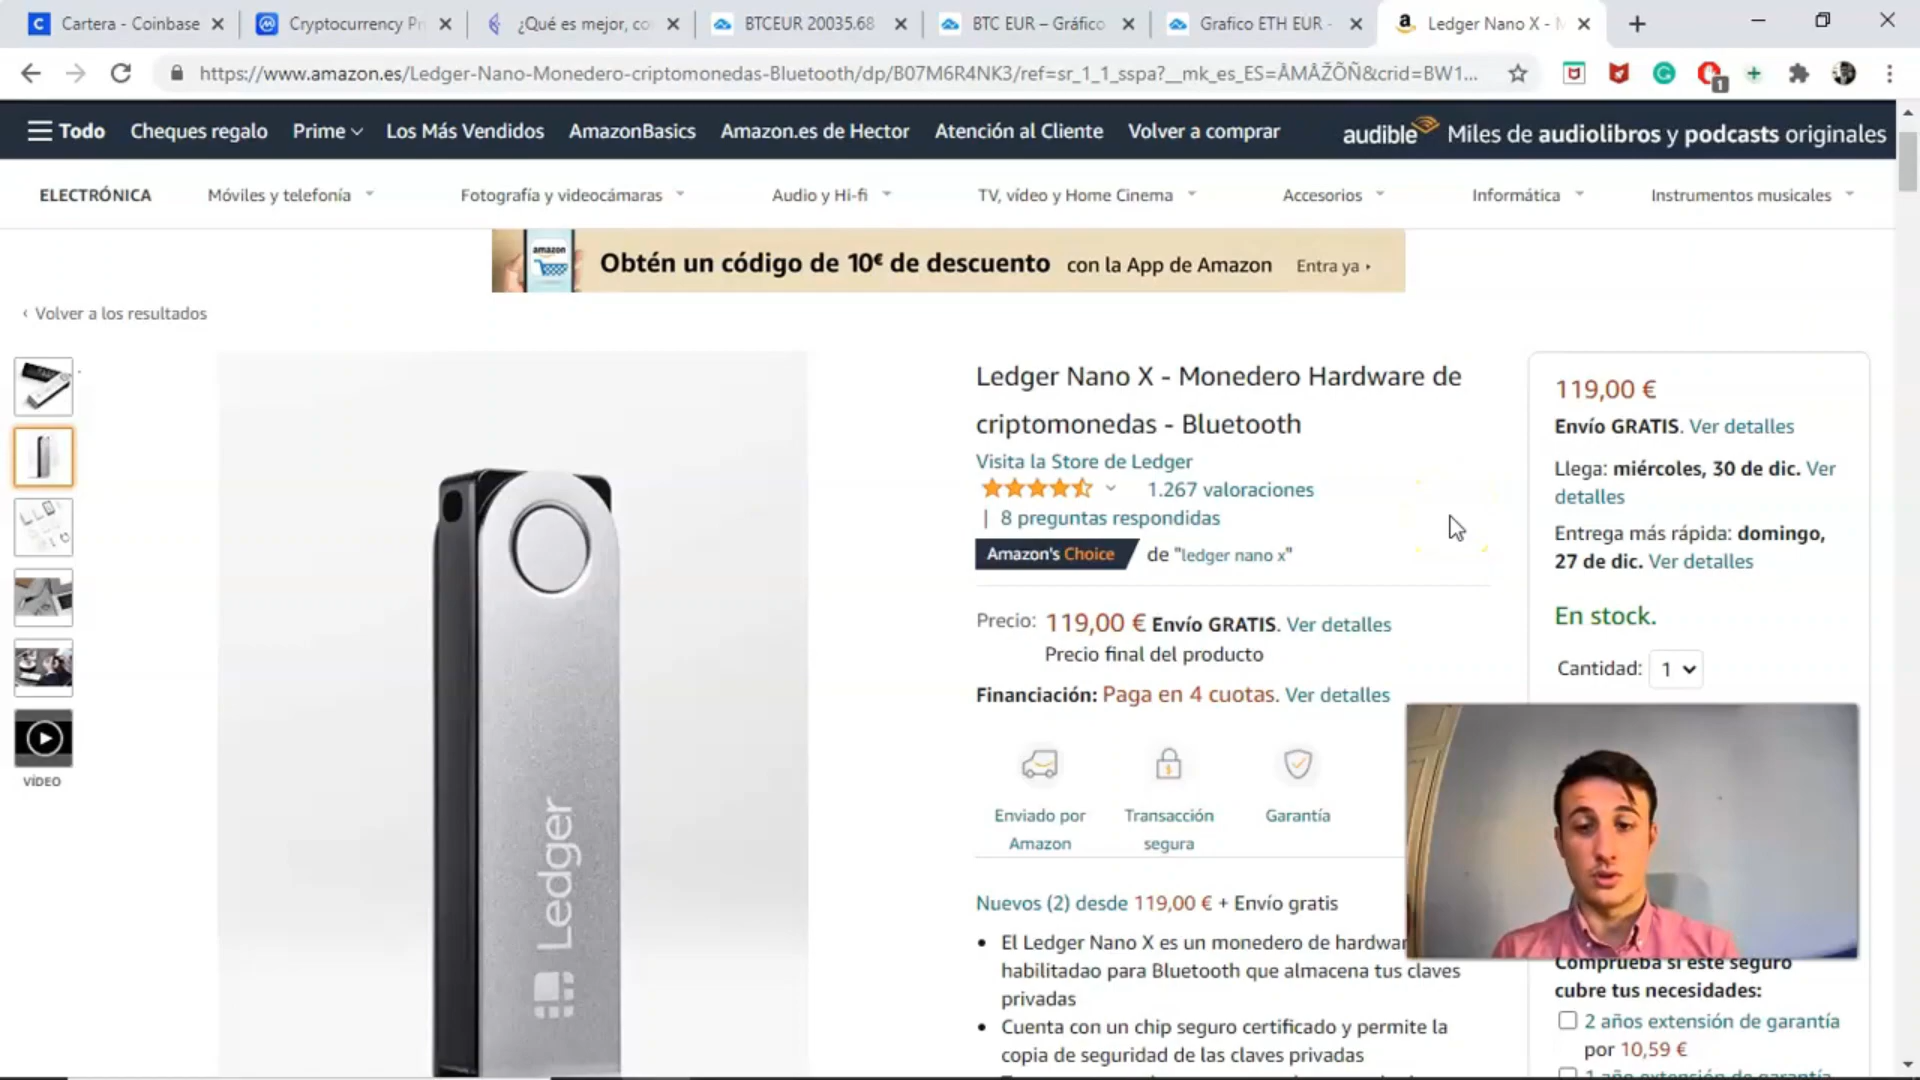 Cartera - Coinbase
Cryptocurrency Pr
¿Qué es mejor, co
BTCEUR 20035.68
BTC EUR – Gráfico
Grafico ETH EUR -
Ledger Nano X - M
https://www.amazon.es/Ledger-Nano-Monedero-criptomonedas-Bluetooth/dp/B07M6R4NK3/ref=sr_1_1_sspa?__mk_es_ES=ÅMÅŽÕÑ&crid=BW1...
1
Todo
Cheques regalo
Prime
Los Más Vendidos
AmazonBasics
Amazon.es de Hector
Atención al Cliente
Volver a comprar
audible Miles de audiolibros y podcasts originales
ELECTRÓNICA
Móviles y telefonía
Fotografía y videocámaras
Audio y Hi-fi
TV, vídeo y Home Cinema
Accesorios
Informática
Instrumentos musicales
amazon
Obtén un código de 10€ de descuento con la App de Amazon Entra ya ›
‹ Volver a los resultados
VÍDEO
Ledger
Ledger Nano X - Monedero Hardware de
criptomonedas - Bluetooth
Visita la Store de Ledger
1.267 valoraciones
| 8 preguntas respondidas
Amazon's Choice de "ledger nano x"
Precio: 119,00 € Envío GRATIS. Ver detalles
Precio final del producto
Financiación: Paga en 4 cuotas. Ver detalles
Enviado por
Amazon
Transacción
segura
Garantía
Nuevos (2) desde 119,00 € + Envío gratis
• El Ledger Nano X es un monedero de hardwar
habilitadao para Bluetooth que almacena tus claves
privadas
• Cuenta con un chip seguro certificado y permite la
copia de seguridad de las claves privadas
119,00 €
Envío GRATIS. Ver detalles
Llega: miércoles, 30 de dic. Ver
detalles
Entrega más rápida: domingo,
27 de dic. Ver detalles
En stock.
Cantidad: 1
Comprueba si este seguro
cubre tus necesidades:
2 años extensión de garantía
por 10,59 €
1 año extensión de garantía